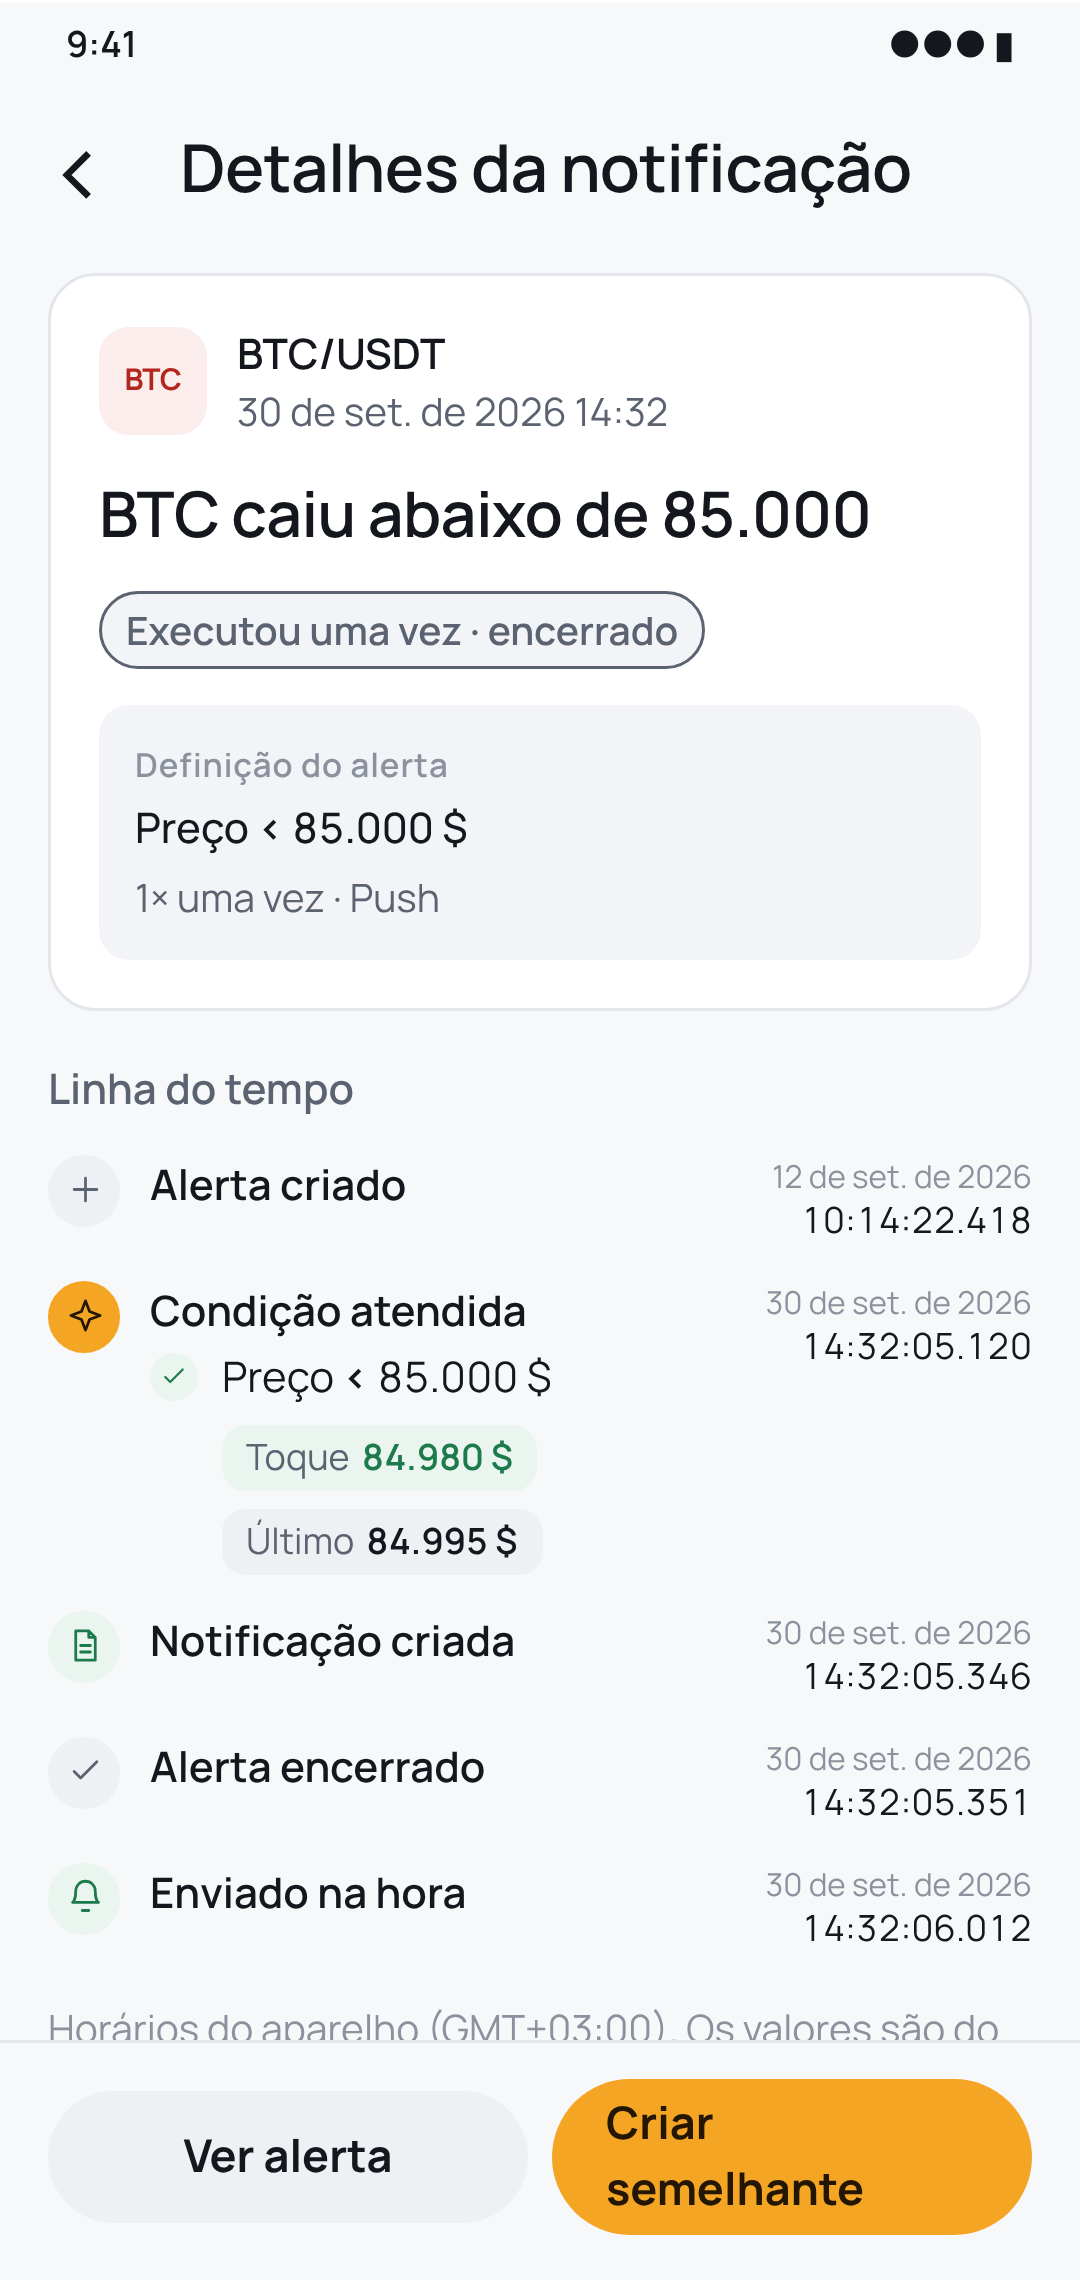 9:41
Detalhes da notificação
BTC
BTC/USDT
30 de set. de 2026 14:32
BTC caiu abaixo de 85.000
Executou uma vez · encerrado
Definição do alerta
Preço < 85.000 $
1× uma vez · Push
Linha do tempo
Alerta criado
12 de set. de 2026
10:14:22.418
Condição atendida
30 de set. de 2026
14:32:05.120
Preço < 85.000 $
Toque 84.980 $
Último 84.995 $
Notificação criada
30 de set. de 2026
14:32:05.346
Alerta encerrado
30 de set. de 2026
14:32:05.351
Enviado na hora
30 de set. de 2026
14:32:06.012
Horários do aparelho (GMT+03:00). Os valores são do
Ver alerta
Criar
semelhante